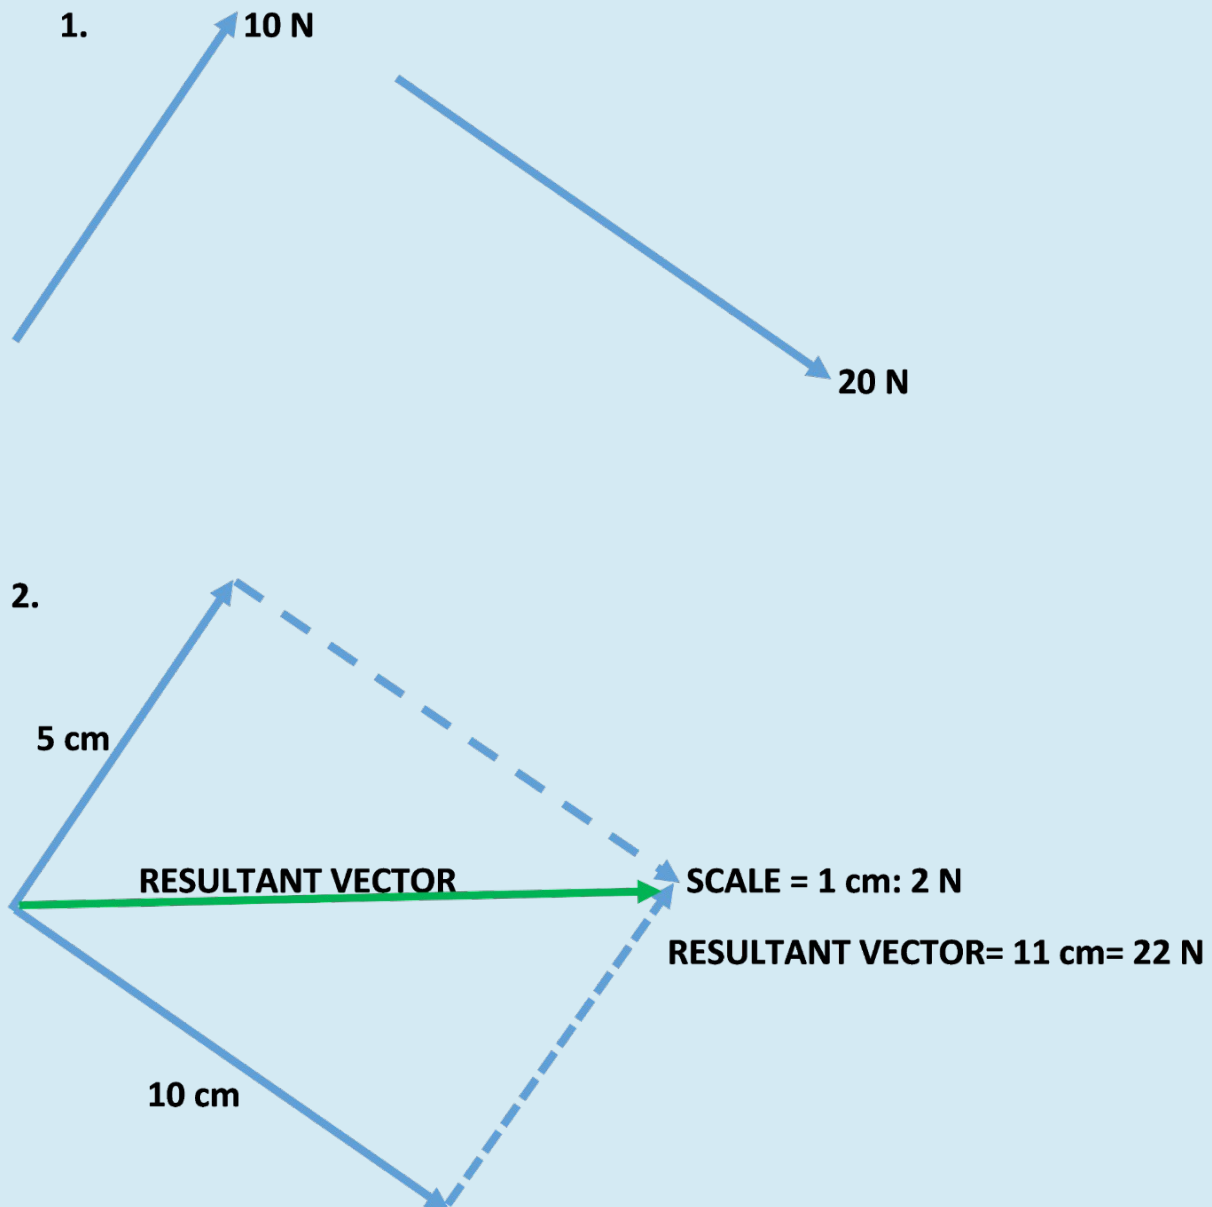 1.
10 N
20 N
2.
5 cm
RESULTANT VECTOR
SCALE = 1 cm: 2 N
RESULTANT VECTOR= 11 cm= 22 N
10 cm